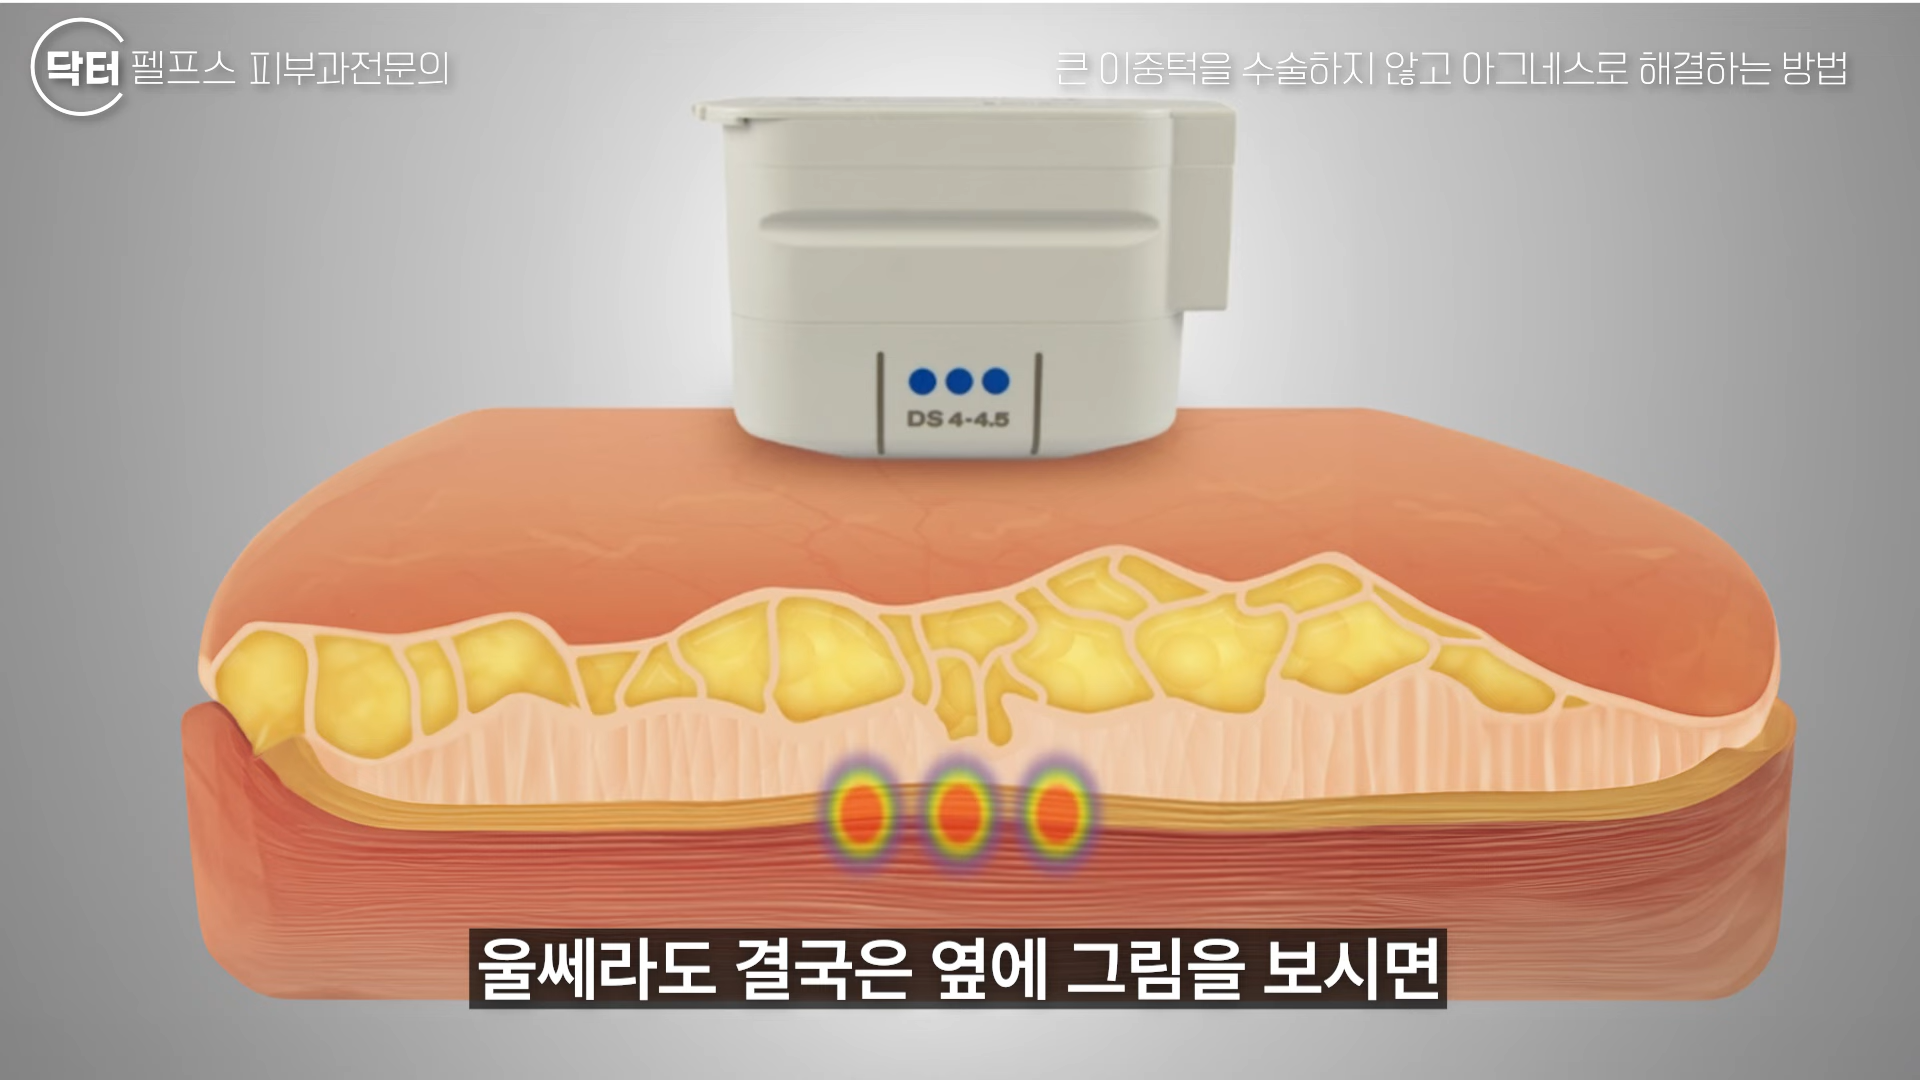 닥터 펠프스 피부과전문의
큰 이중턱을 수술하지 않고 아그네스로 해결하는 방법
DS 4-4.5
울쎄라도 결국은 옆에 그림을 보시면